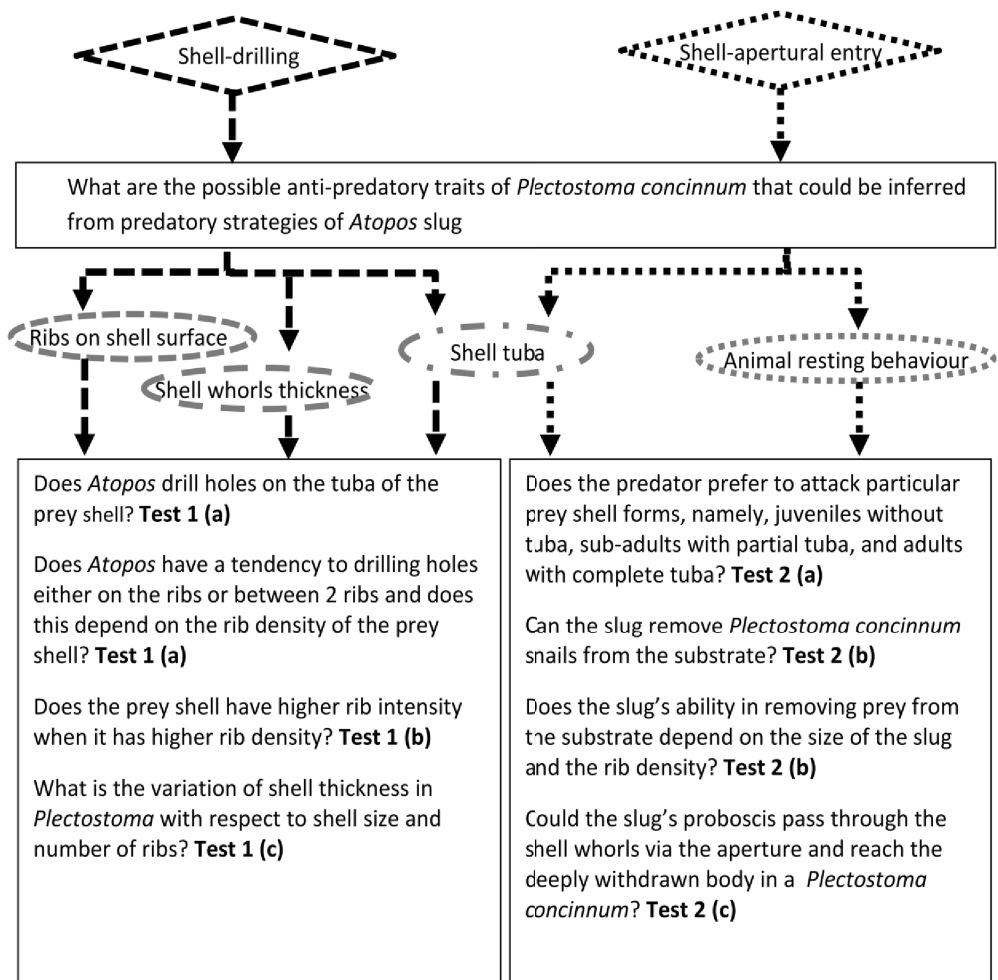 Shell-drilling
Shell-apertural entry
What are the possible anti-predatory traits of Plectostoma concinnum that could be inferred
from predatory strategies of Atopos slug
Ribs on shell surface
Shell whorls thickness
Shell tuba
Animal resting behaviour
Does Atopos drill holes on the tuba of the
prey shell? Test 1 (a)
Does Atopos have a tendency to drilling holes
either on the ribs or between 2 ribs and does
this depend on the rib density of the prey
shell? Test 1 (a)
Does the prey shell have higher rib intensity
when it has higher rib density? Test 1 (b)
What is the variation of shell thickness in
Plectostoma with respect to shell size and
number of ribs? Test 1 (c)
Does the predator prefer to attack particular
prey shell forms, namely, juveniles without
tuba, sub-adults with partial tuba, and adults
with complete tuba? Test 2 (a)
Can the slug remove Plectostoma concinnum
snails from the substrate? Test 2 (b)
Does the slug's ability in removing prey from
the substrate depend on the size of the slug
and the rib density? Test 2 (b)
Could the slug's proboscis pass through the
shell whorls via the aperture and reach the
deeply withdrawn body in a Plectostoma
concinnum? Test 2 (c)